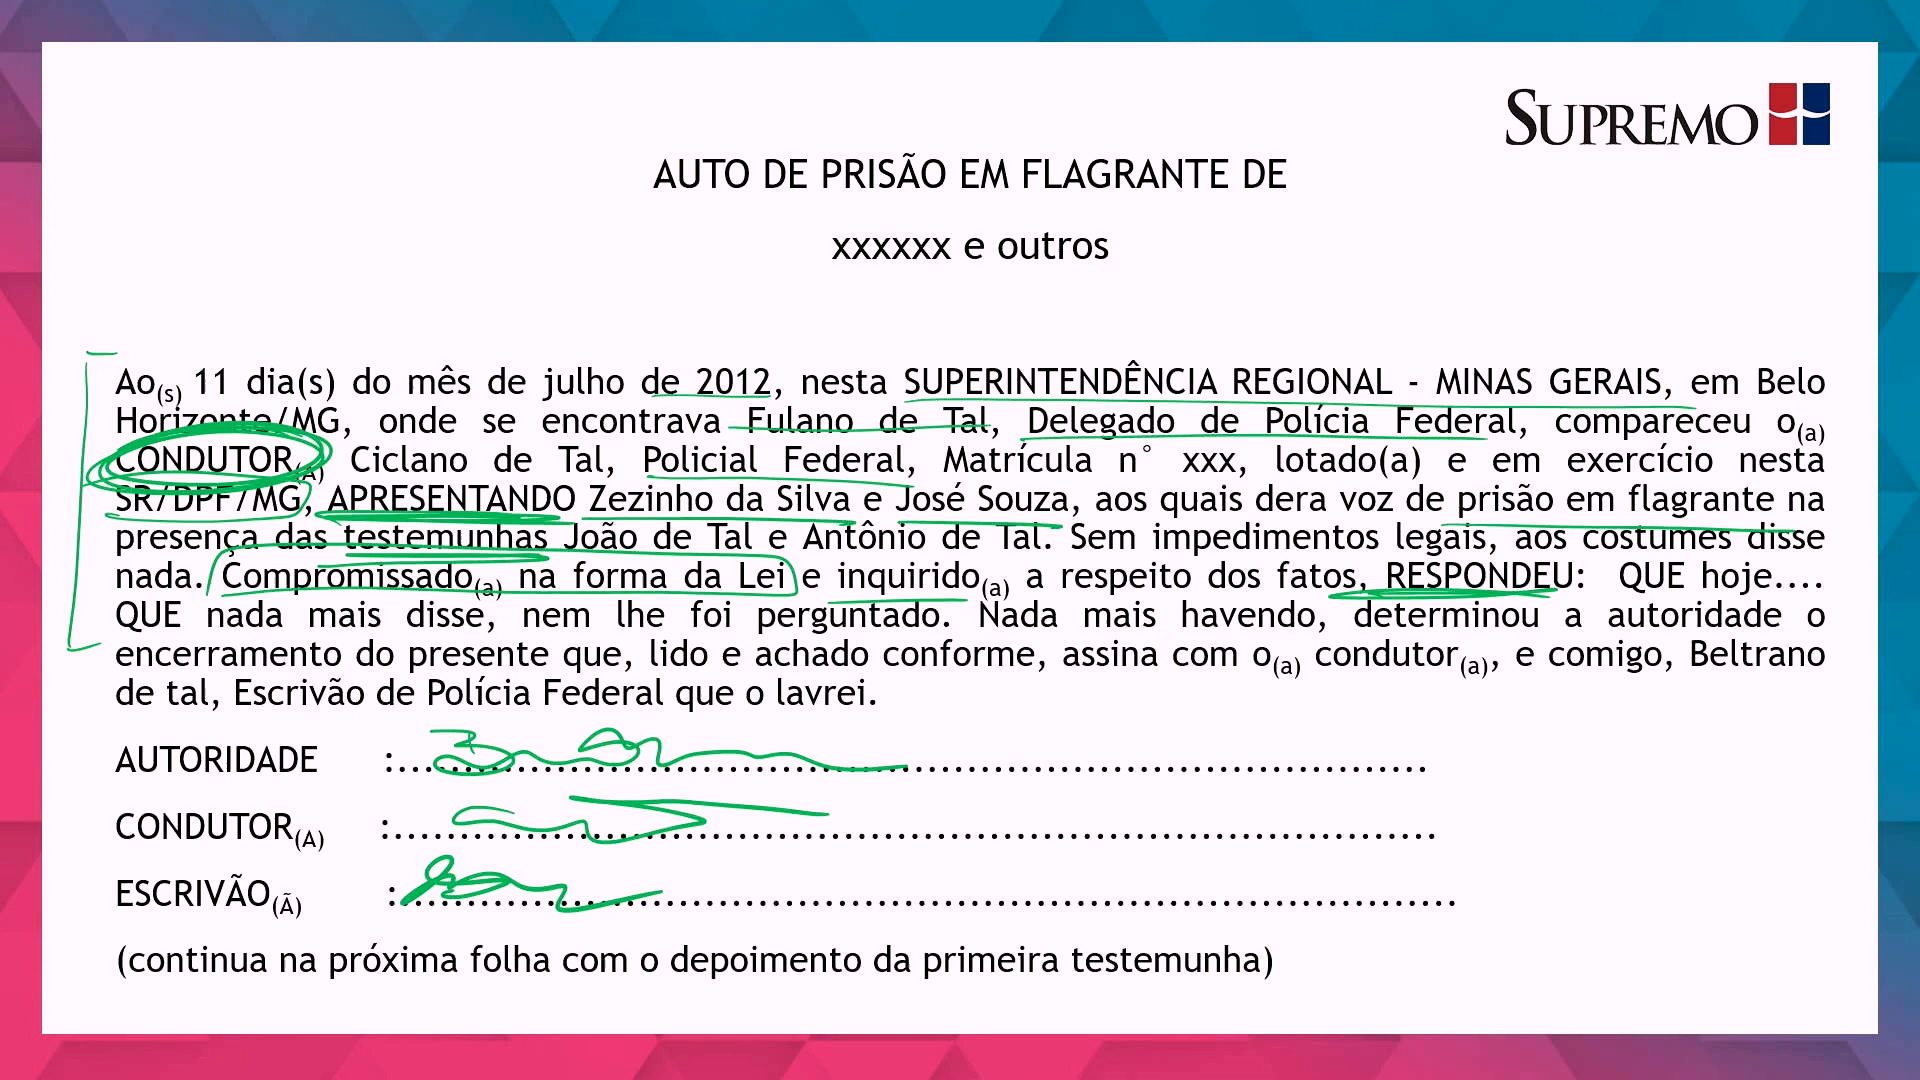 SUPREMO
AUTO DE PRISÃO EM FLAGRANTE DE
xxxxxx e outros
Ao(s) 11 dia(s) do mês de julho de 2012, nesta SUPERINTENDÊNCIA REGIONAL - MINAS GERAIS, em Belo
Horizonte/MG, onde se encontrava Fulano de Tal, Delegado de Polícia Federal, compareceu o(a)
CONDUTOR(A) Ciclano de Tal, Policial Federal, Matrícula n° xxx, lotado(a) e em exercício nesta
SR/DPF/MG, APRESENTANDO Zezinho da Silva e José Souza, aos quais dera voz de prisão em flagrante na
presença das testemunhas João de Tal e Antônio de Tal. Sem impedimentos legais, aos costumes disse
nada. Compromissado(a) na forma da Lei e inquirido(a) a respeito dos fatos, RESPONDEU: QUE hoje....
QUE nada mais disse, nem lhe foi perguntado. Nada mais havendo, determinou a autoridade o
encerramento do presente que, lido e achado conforme, assina com o(a) condutor(a), e comigo, Beltrano
de tal, Escrivão de Polícia Federal que o lavrei.
AUTORIDADE :..............................................................................
CONDUTOR(A) :...............................................................................
ESCRIVÃO(Ã) :................................................................................
(continua na próxima folha com o depoimento da primeira testemunha)